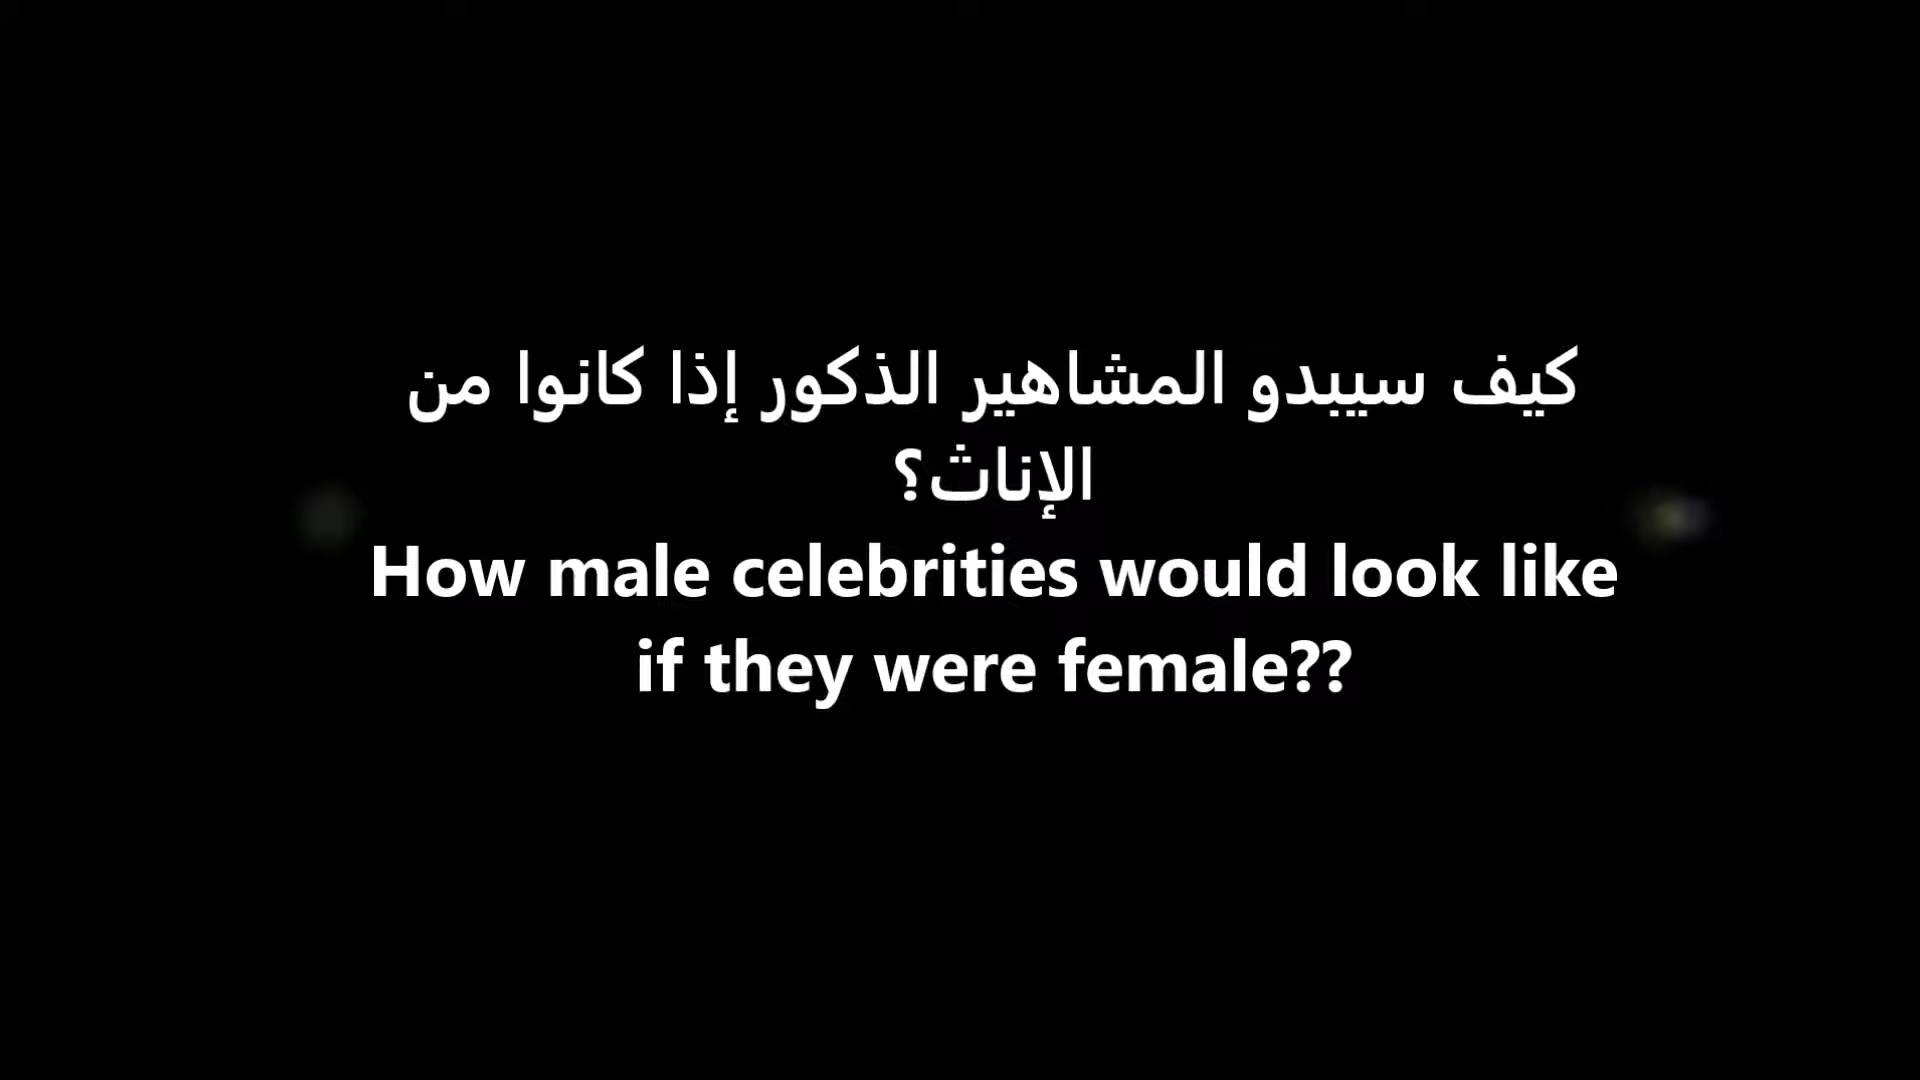 كيف سيبدو المشاهير الذكور إذا كانوا من
الإناث؟
How male celebrities would look like
if they were female??